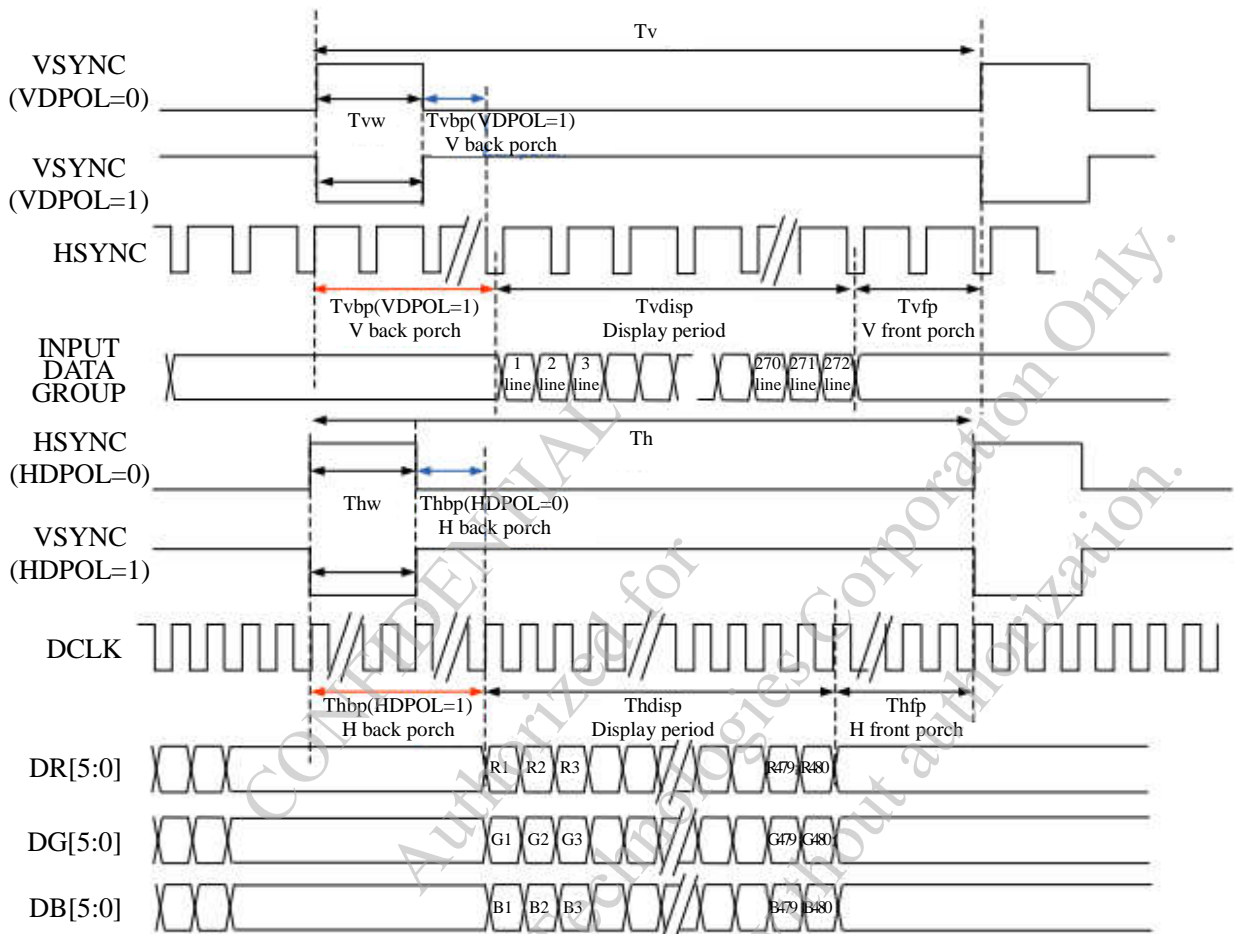 Tv
VSYNC
(VDPOL=0)
Tvw
Tvbp(VDPOL=1)
V back porch
VSYNC
(VDPOL=1)
HSYNC
Tvbp(VDPOL=1)
V back porch
Tvdisp
Display period
Tvfp
V front porch
INPUT
DATA
GROUP
1
line
2
line
3
line
270
line
271
line
272
line
Th
HSYNC
(HDPOL=0)
Thw
Thbp(HDPOL=0)
H back porch
VSYNC
(HDPOL=1)
DCLK
Thbp(HDPOL=1)
H back porch
Thdisp
Display period
Thfp
H front porch
DR[5:0]
R1 R2 R3 R479 R480
DG[5:0]
G1 G2 G3 G479 G480
DB[5:0]
B1 B2 B3 B479 B480
CONFIDENTIAL
Authorized for
Technologies Corporation Only.
without authorization.